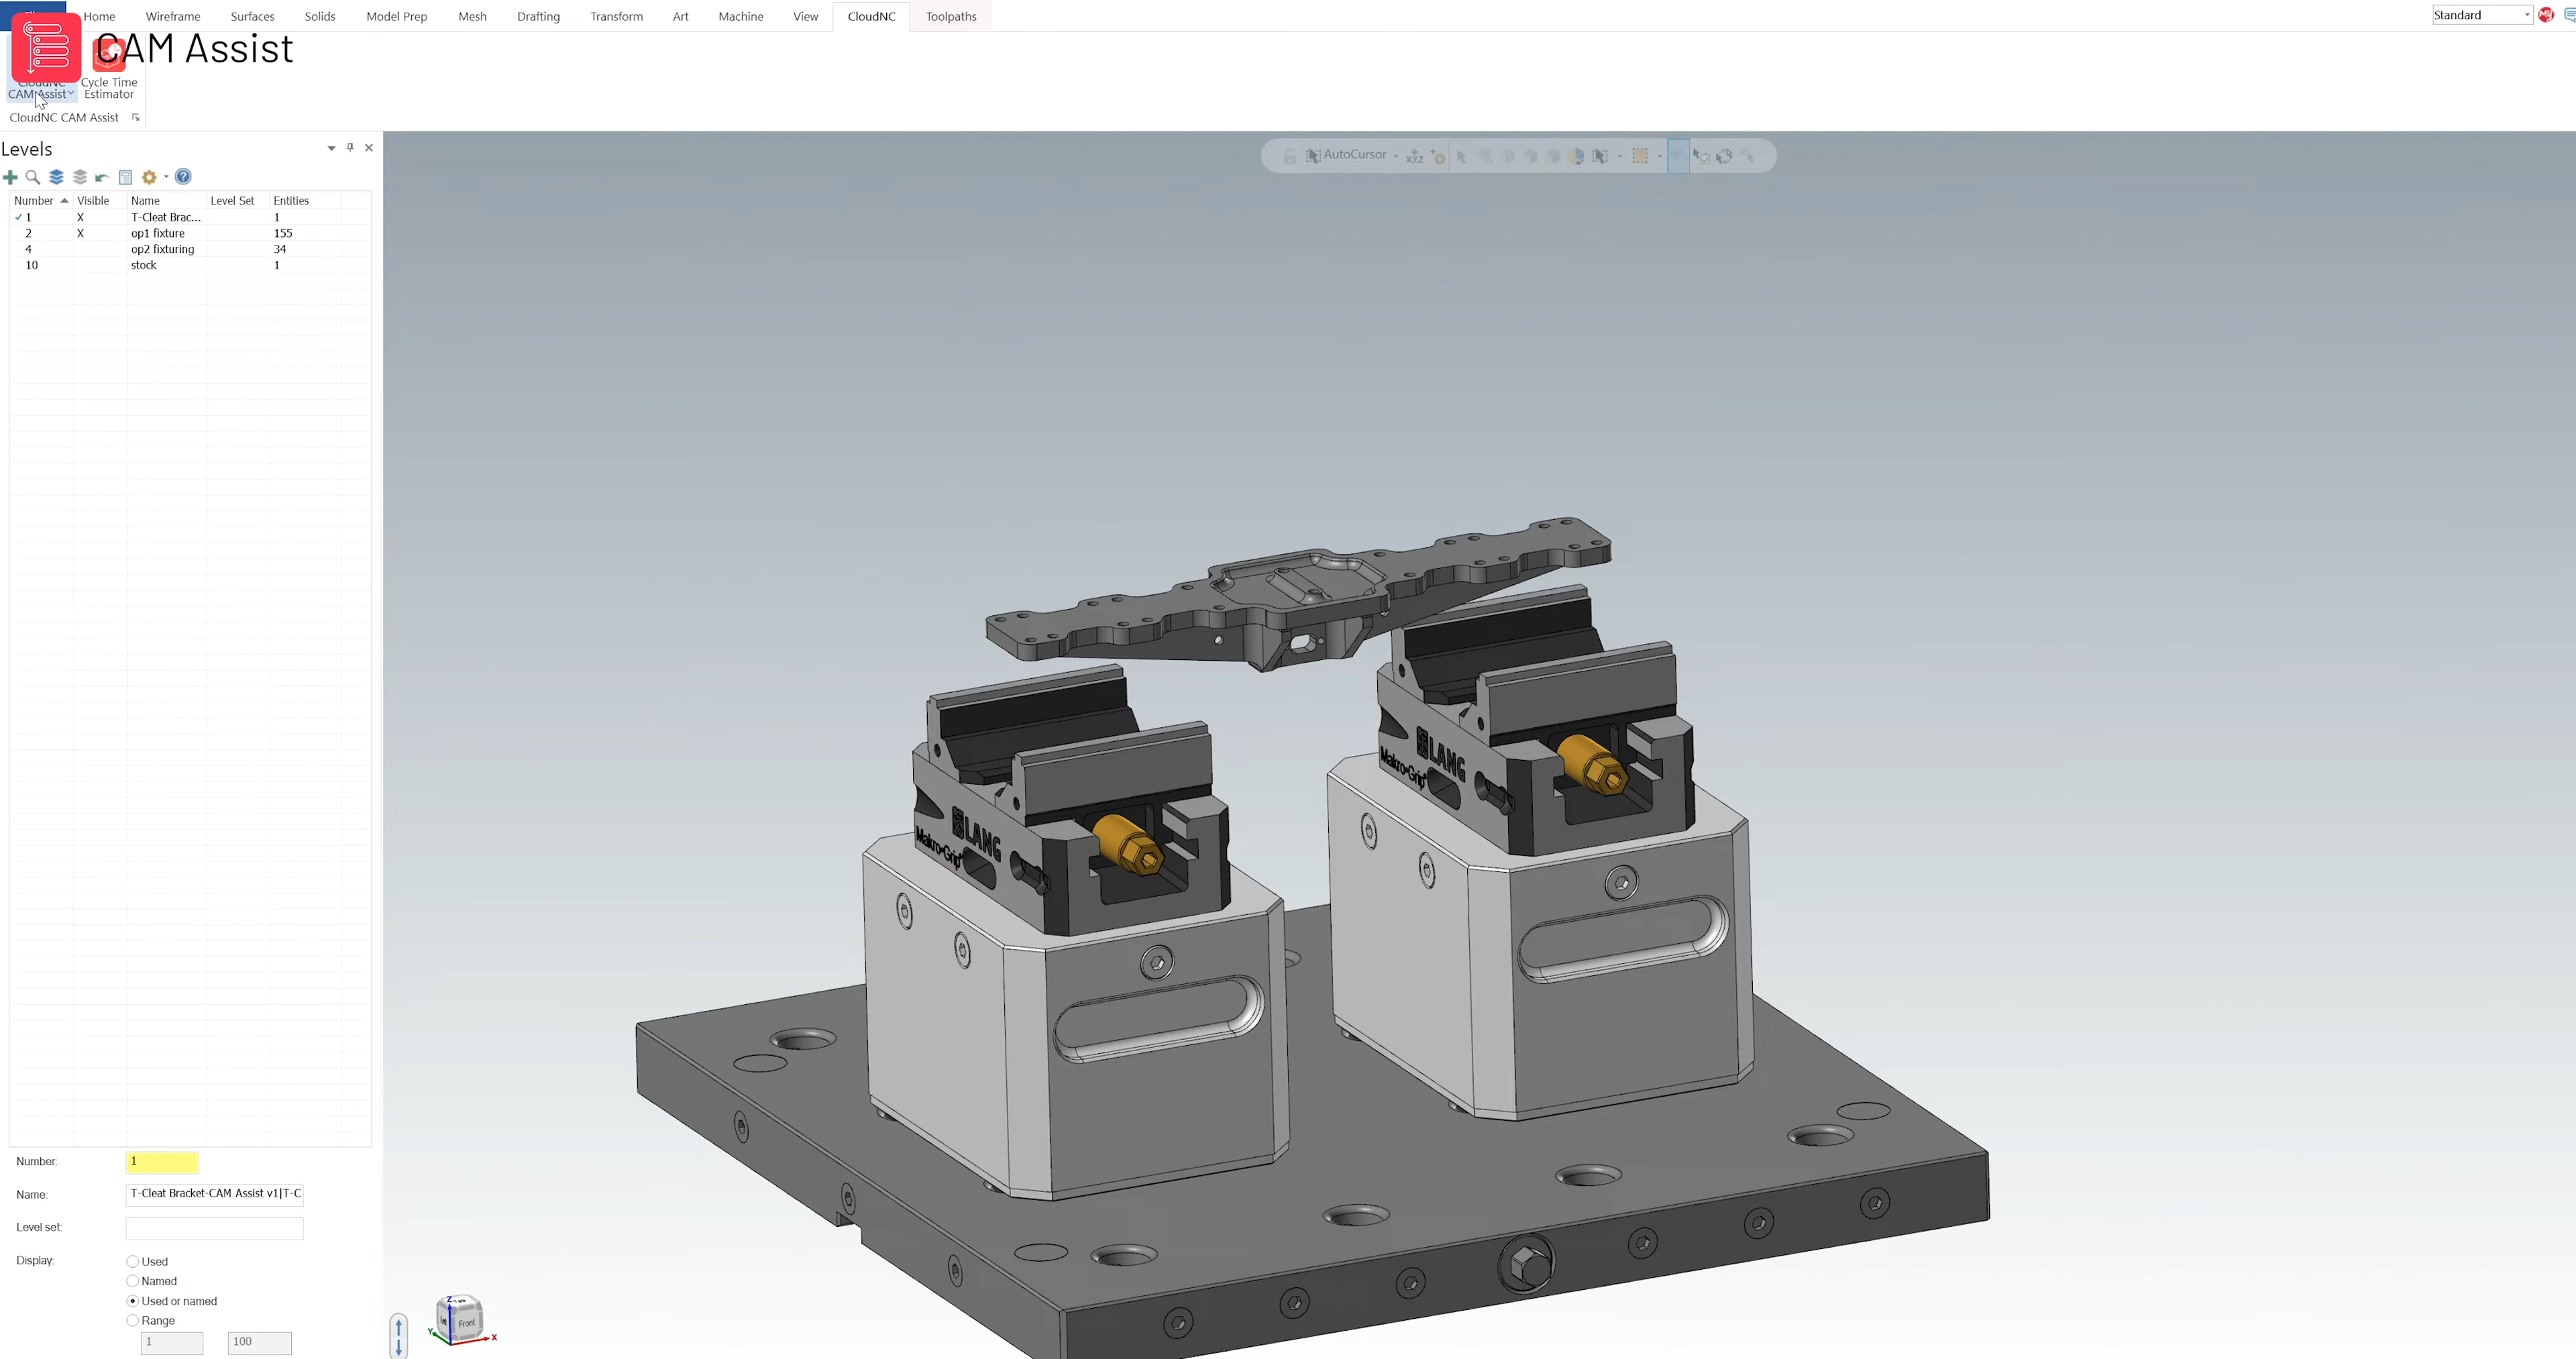 Home Wireframe Surfaces Solids Model Prep Mesh Drafting Transform Art Machine View CloudNC Toolpaths
Standard
CAM Assist
CloudNC
CAM Assist
Cycle Time
Estimator
CloudNC CAM Assist
Levels
AutoCursor
Number Visible Name Level Set Entities
1 X T-Cleat Brac... 1
2 X op1 fixture 155
4 op2 fixturing 34
10 stock 1
LANG
Makro•Grip
LANG
Makro•Grip
Number: 1
Name: T-Cleat Bracket-CAM Assist v1|T-C
Level set:
Display:
Used
Named
Used or named
Range
1 100
Z
Front
Y
X